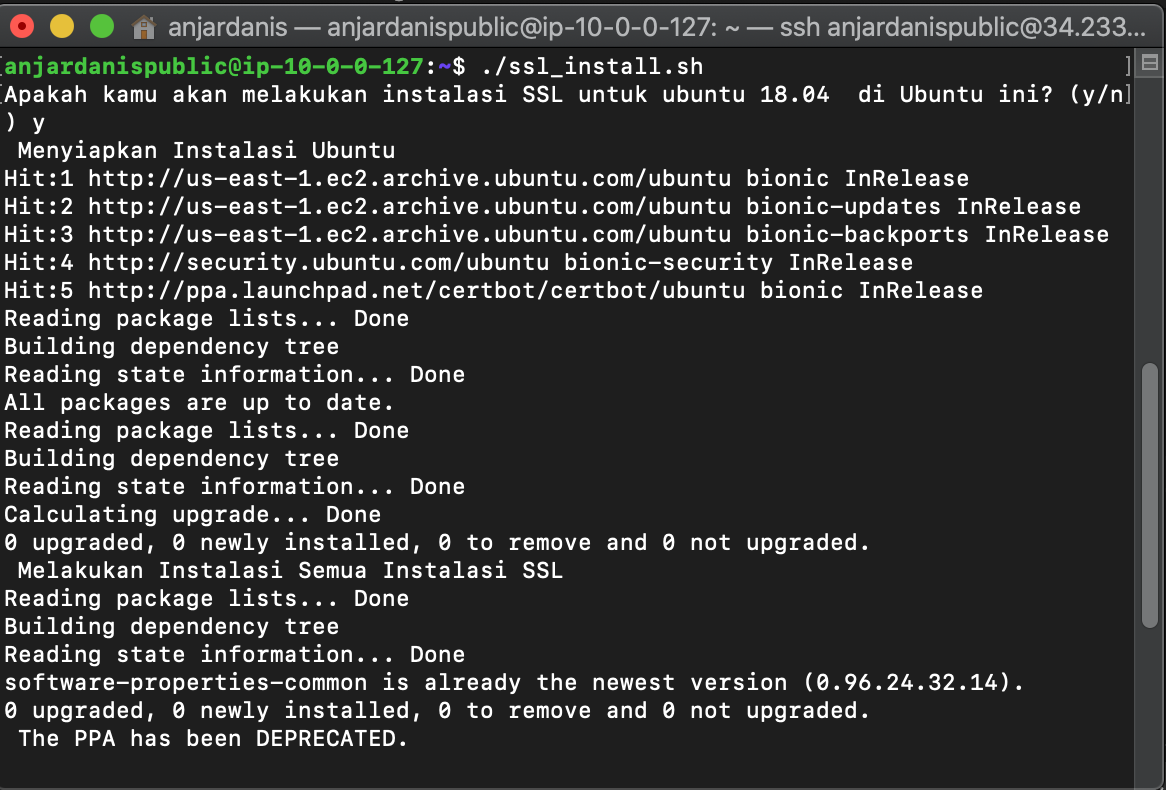 anjardanis — anjardanispublic@ip-10-0-0-127: ~ — ssh anjardanispublic@34.233...
[anjardanispublic@ip-10-0-0-127:~$ ./ssl_install.sh ]
[Apakah kamu akan melakukan instalasi SSL untuk ubuntu 18.04  di Ubuntu ini? (y/n]
) y
 Menyiapkan Instalasi Ubuntu
Hit:1 http://us-east-1.ec2.archive.ubuntu.com/ubuntu bionic InRelease
Hit:2 http://us-east-1.ec2.archive.ubuntu.com/ubuntu bionic-updates InRelease
Hit:3 http://us-east-1.ec2.archive.ubuntu.com/ubuntu bionic-backports InRelease
Hit:4 http://security.ubuntu.com/ubuntu bionic-security InRelease
Hit:5 http://ppa.launchpad.net/certbot/certbot/ubuntu bionic InRelease
Reading package lists... Done
Building dependency tree
Reading state information... Done
All packages are up to date.
Reading package lists... Done
Building dependency tree
Reading state information... Done
Calculating upgrade... Done
0 upgraded, 0 newly installed, 0 to remove and 0 not upgraded.
 Melakukan Instalasi Semua Instalasi SSL
Reading package lists... Done
Building dependency tree
Reading state information... Done
software-properties-common is already the newest version (0.96.24.32.14).
0 upgraded, 0 newly installed, 0 to remove and 0 not upgraded.
 The PPA has been DEPRECATED.